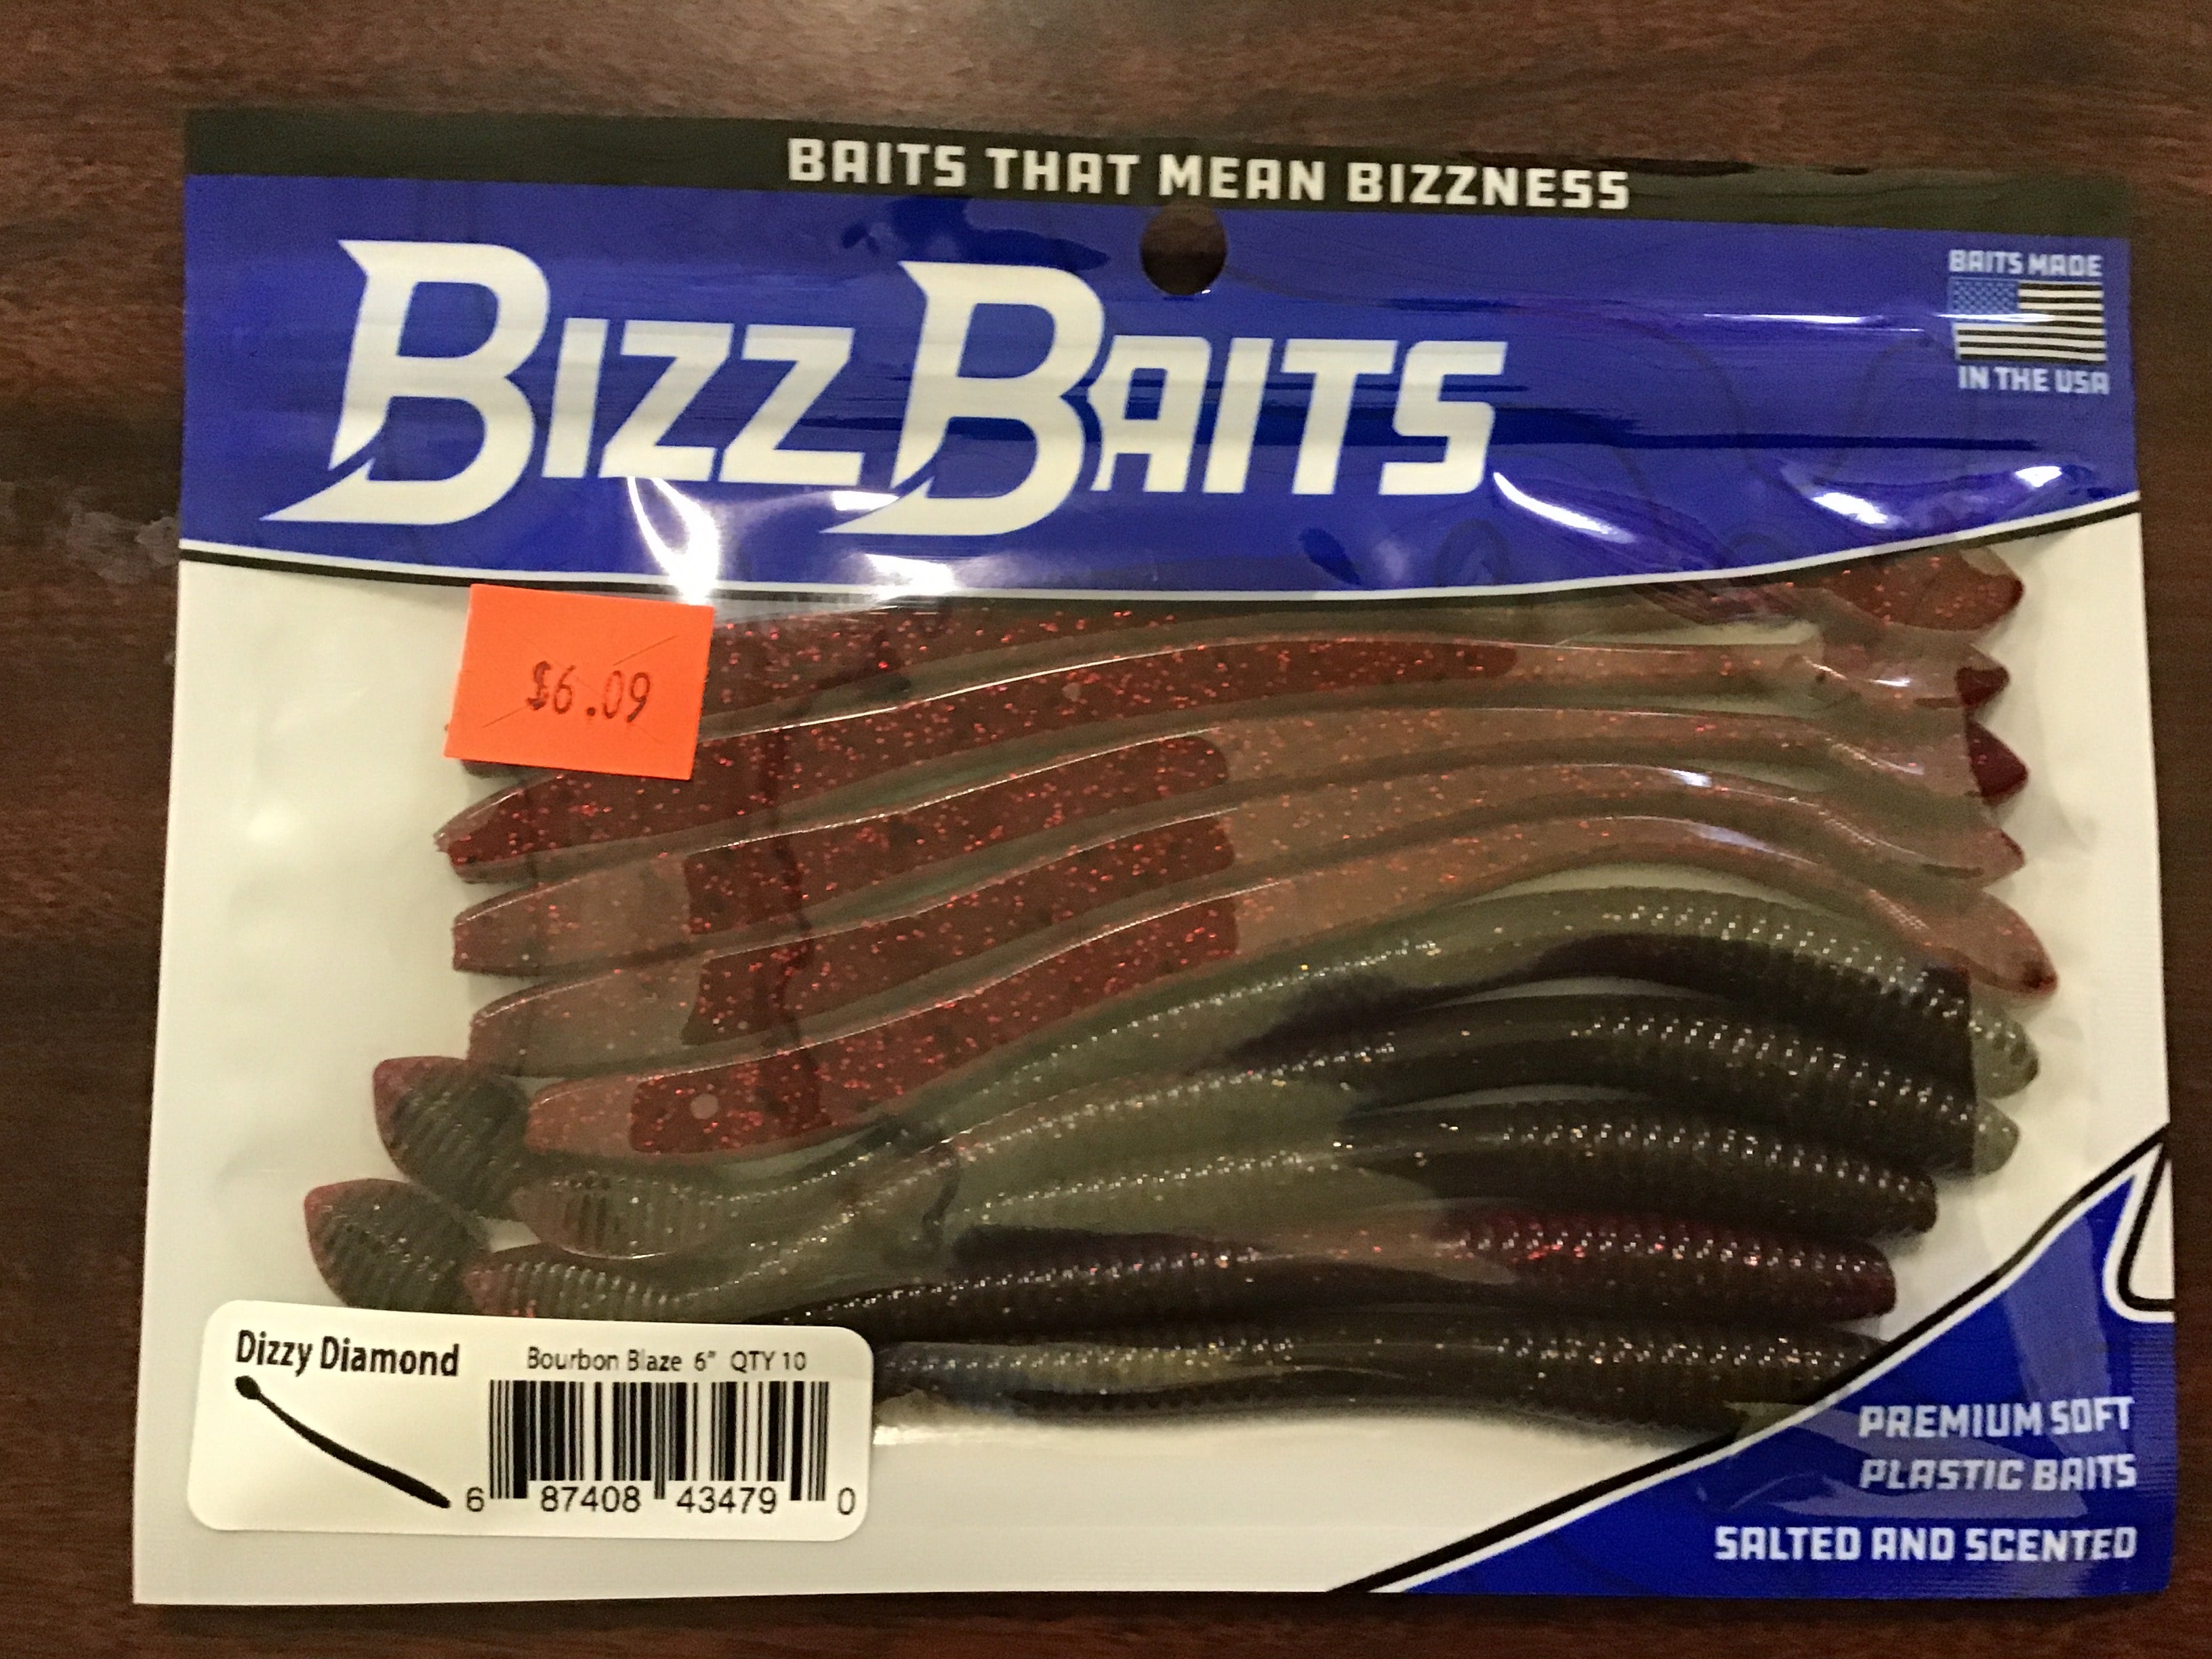 BAITS THAT MEAN BIZZNESS
BIZZ BAITS
BAITS MADE
IN THE USA
$6.09
Dizzy Diamond
Bourbon Blaze 6" QTY 10
6 87408 43479 0
PREMIUM SOFT
PLASTIC BAITS
SALTED AND SCENTED